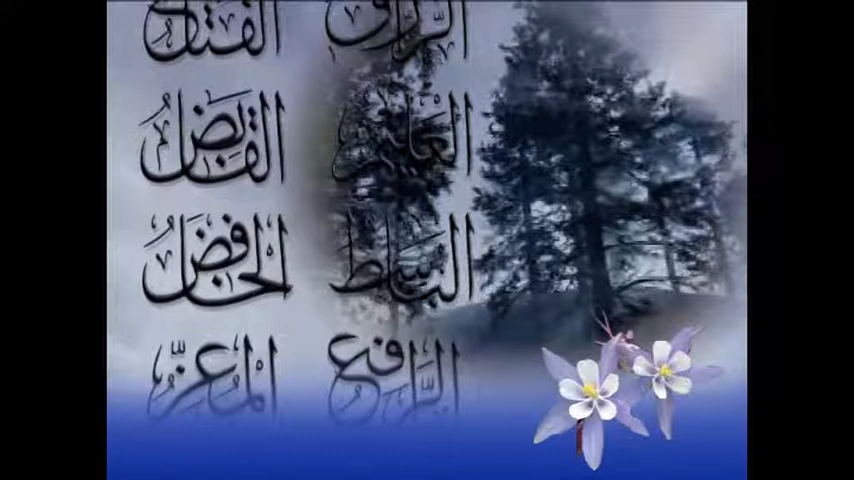 الرزاق الفتاح
العليم القابض
الباسط الخافض
الرافع المعز